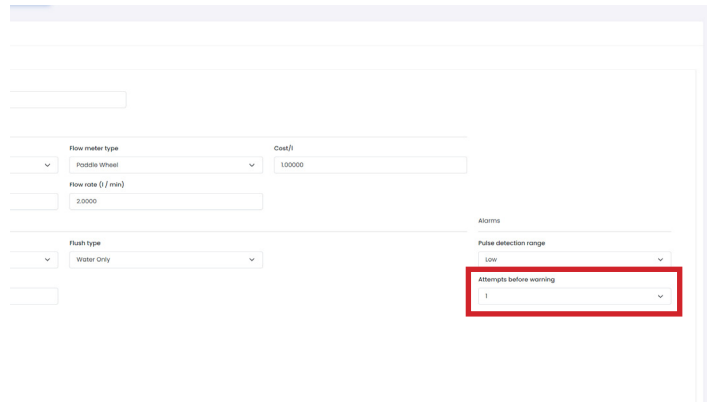 Flow meter type
Cost/l
Paddle Wheel
1.00000
Flow rate (l / min)
2.0000
Alarms
Flush type
Pulse detection range
Water Only
Low
Attempts before warning
1